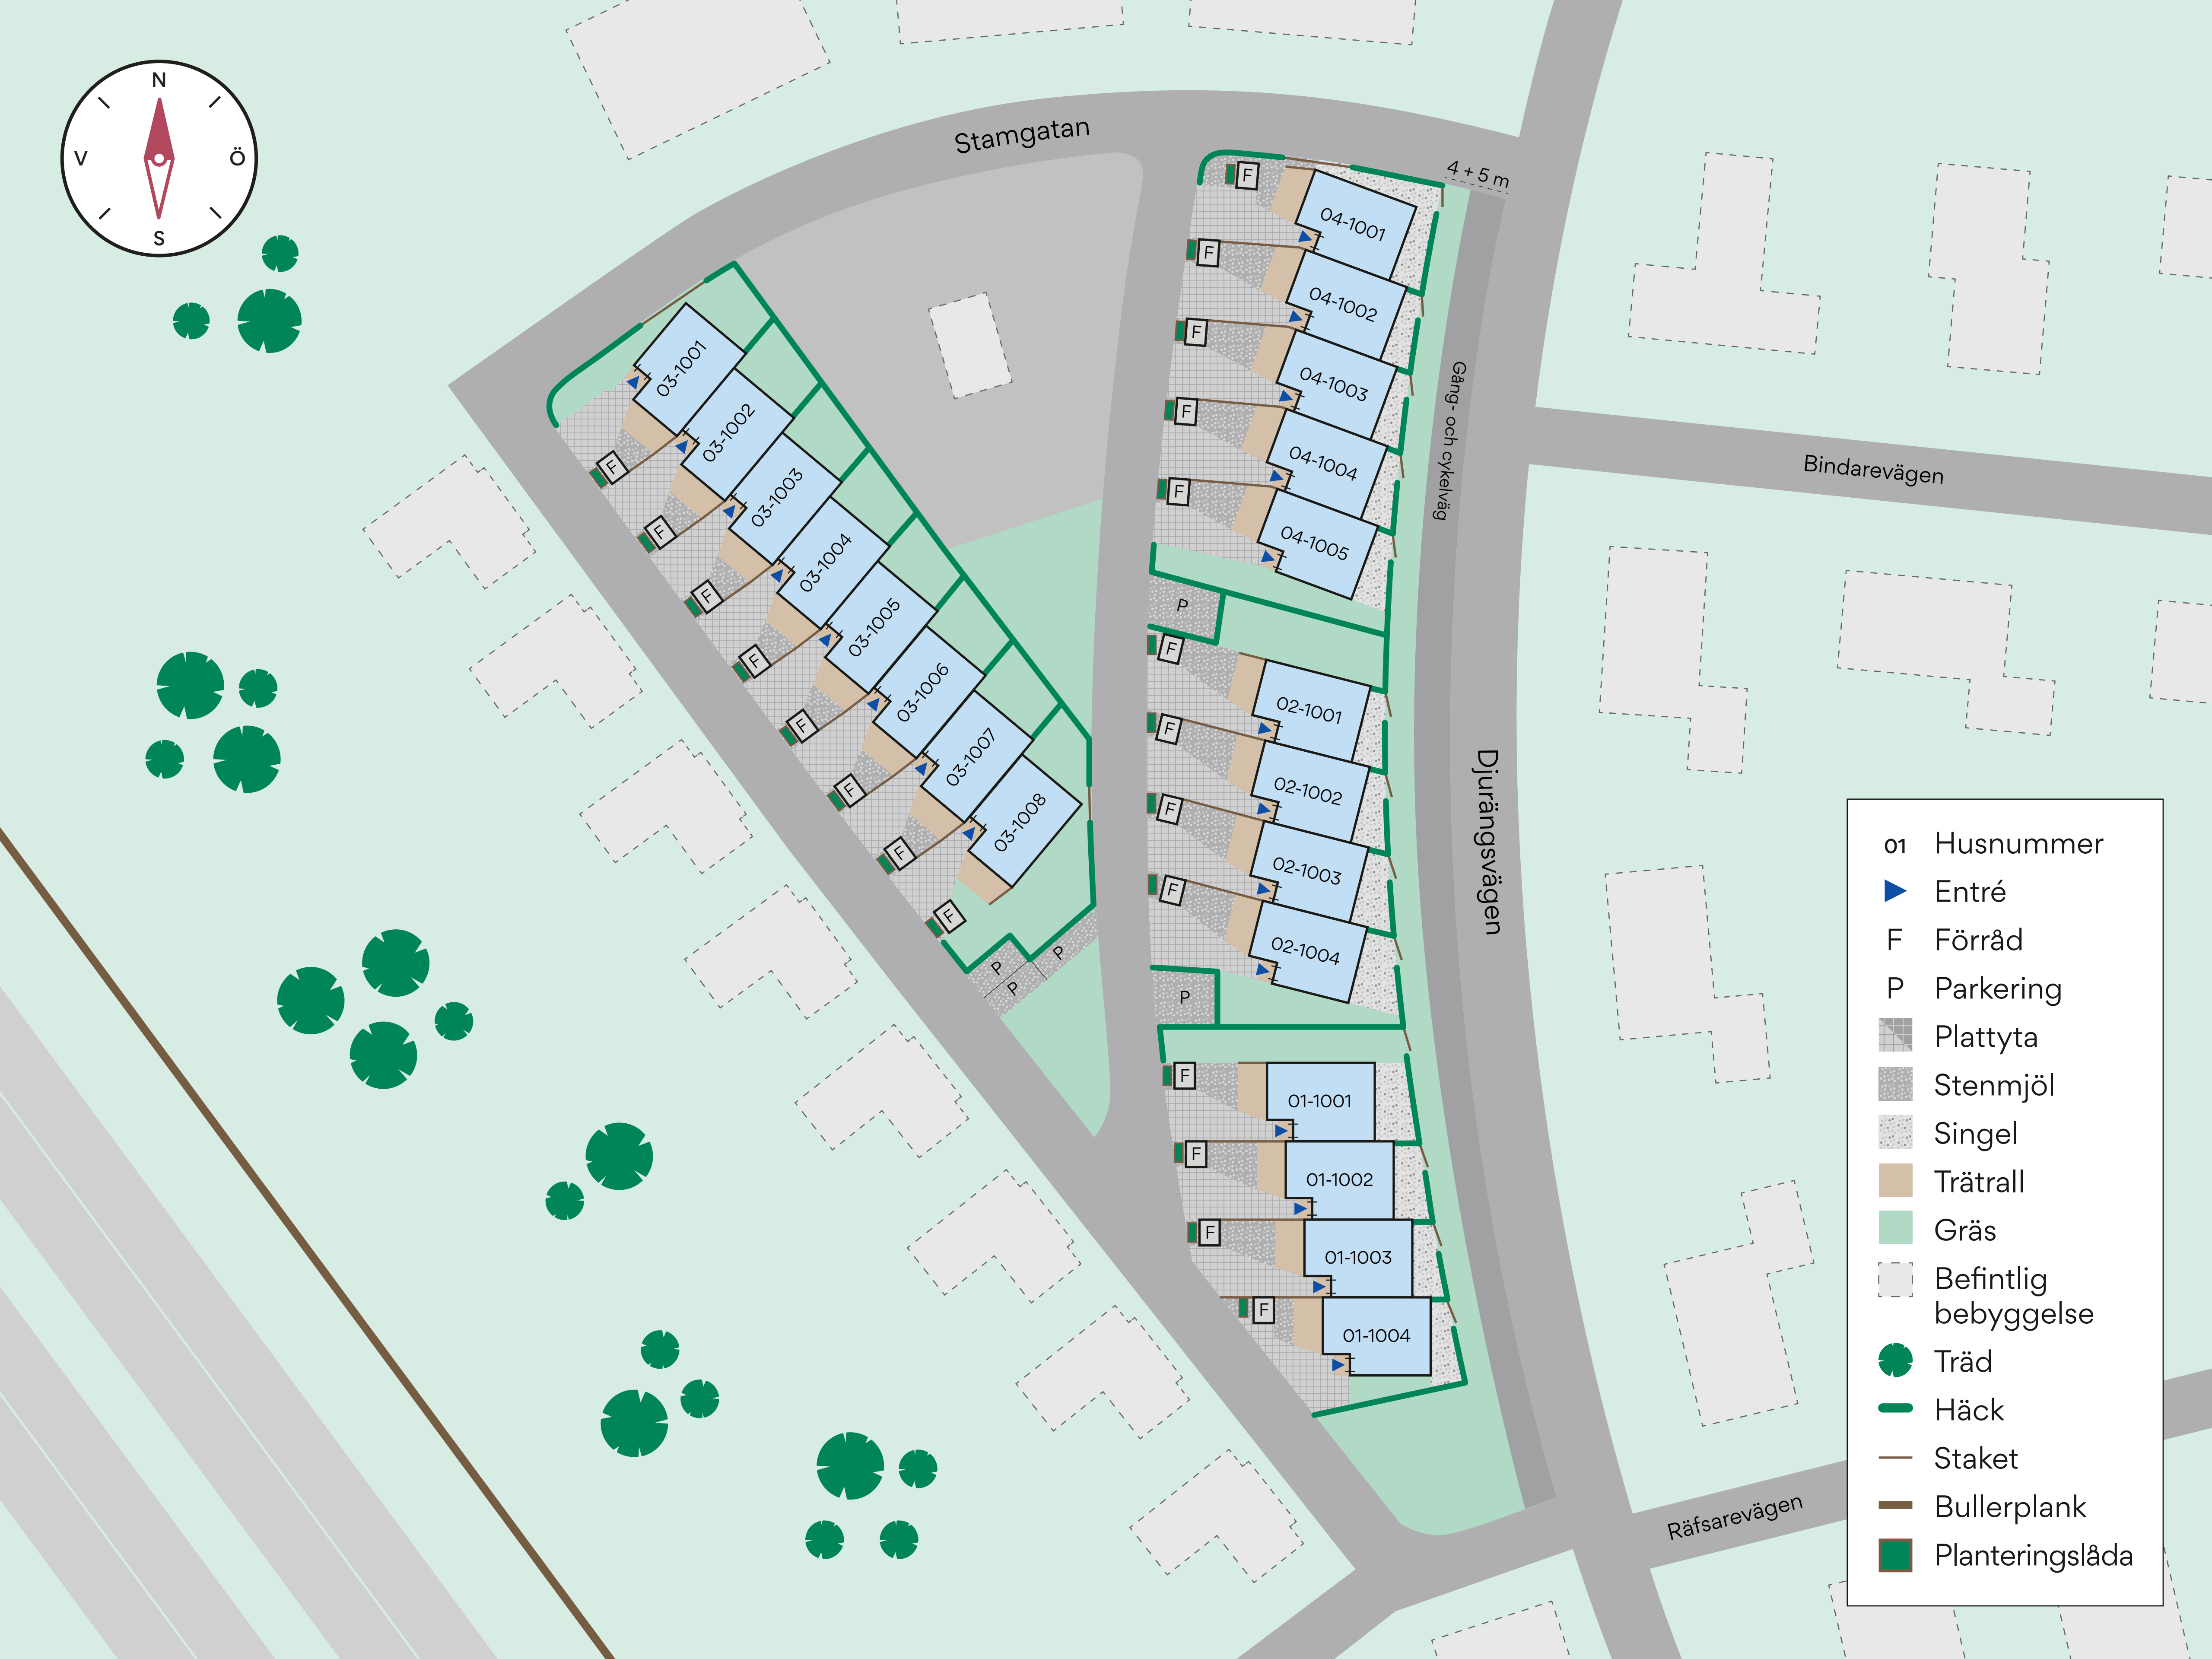 N
V
Ö
S
Stamgatan
4 + 5 m
Gång- och cykelväg
Bindarevägen
Djurängsvägen
Räfsarevägen
03-1001
03-1002
03-1003
03-1004
03-1005
03-1006
03-1007
03-1008
F
F
F
F
F
F
F
F
P
P
P
F
04-1001
F
04-1002
F
04-1003
F
04-1004
F
04-1005
P
F
02-1001
F
02-1002
F
02-1003
F
02-1004
P
F
01-1001
F
01-1002
F
01-1003
F
01-1004
01 Husnummer
Entré
F Förråd
P Parkering
Plattyta
Stenmjöl
Singel
Trätrall
Gräs
Befintlig
bebyggelse
Träd
Häck
Staket
Bullerplank
Planteringslåda